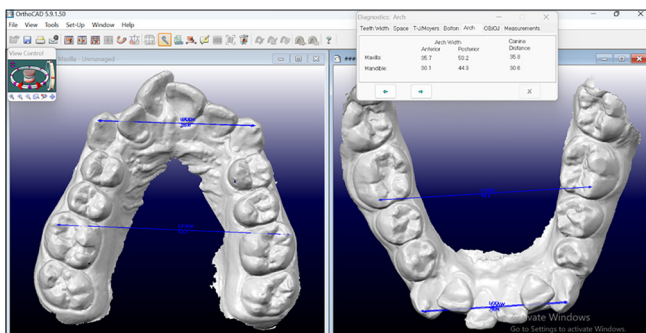 OrthoCAD 5.9.1.50
File View Tools Set-Up Window Help
View Control
Maxilla - Unmanaged
Diagnostics: Arch
Teeth Width Space T-J/Moyers Bolton Arch OB/OJ Measurements
Arch Width
Canine
Anterior Posterior Distance
Maxilla 35.7 50.2 35.8
Mandible 30.1 44.3 30.6
X
Activate Windows
Go to Settings to activate Windows.